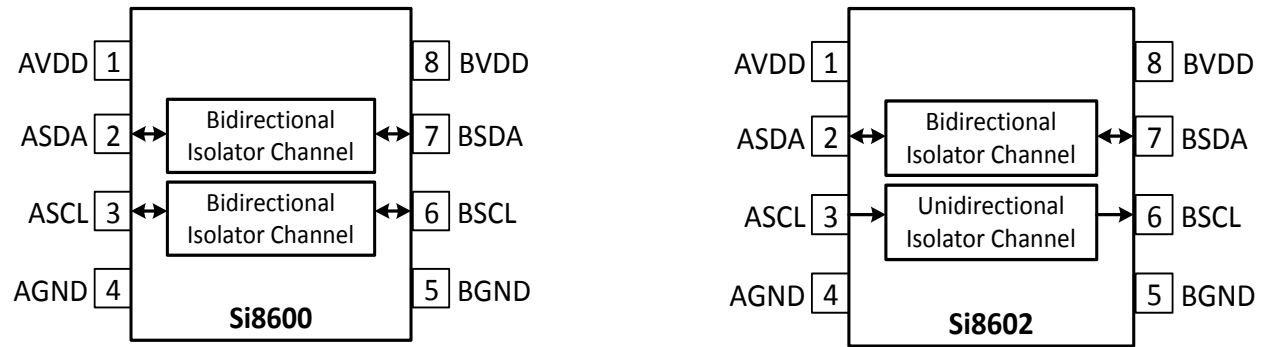 AVDD 1
8 BVDD
ASDA 2
Bidirectional
Isolator Channel
7 BSDA
ASCL 3
Bidirectional
Isolator Channel
6 BSCL
AGND 4
5 BGND
Si8600
AVDD 1
8 BVDD
ASDA 2
Bidirectional
Isolator Channel
7 BSDA
ASCL 3
Unidirectional
Isolator Channel
6 BSCL
AGND 4
5 BGND
Si8602